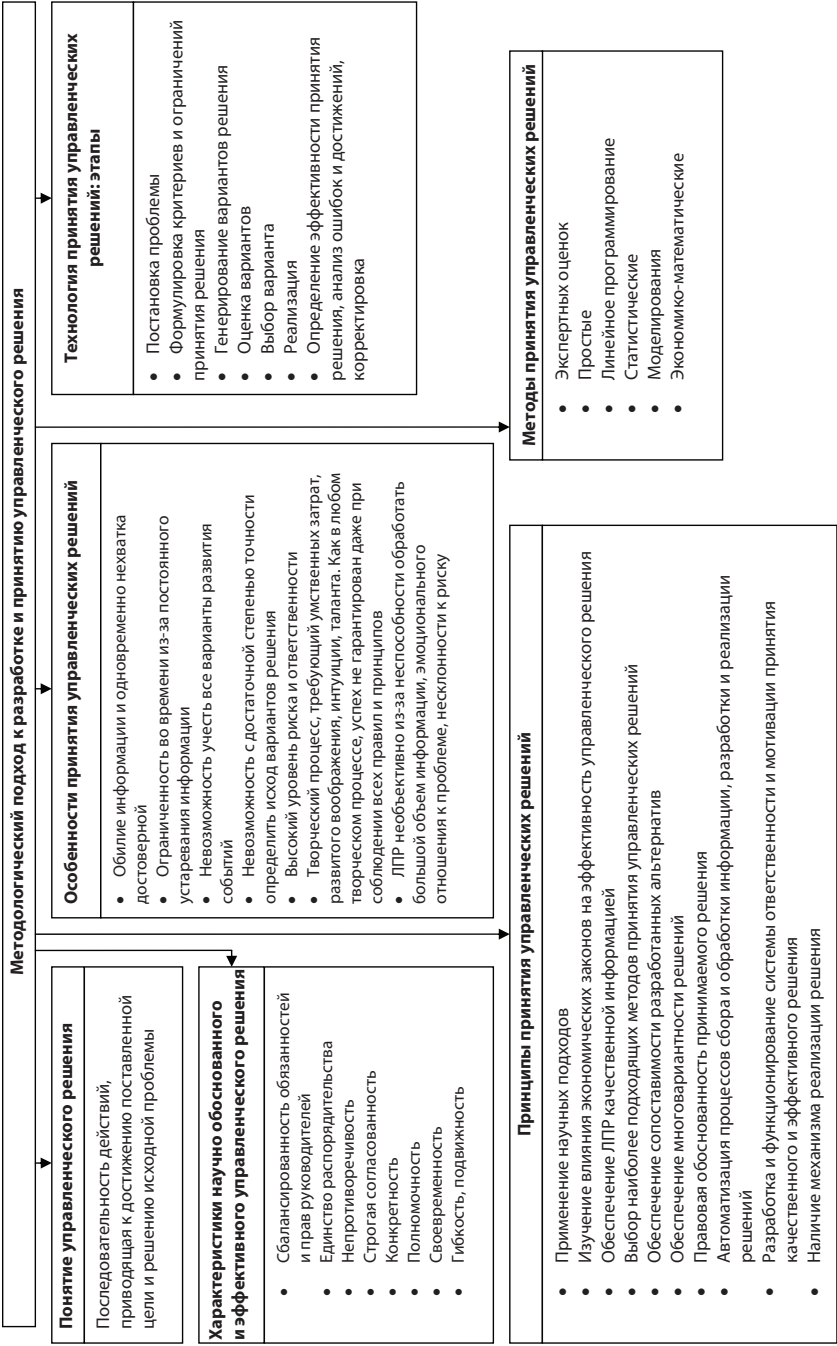 Методологический подход к разработке и принятию управленческого решения
Понятие управленческого решения
Последовательность действий,
приводящая к достижению поставленной
цели и решению исходной проблемы
Характеристики научно обоснованного
и эффективного управленческого решения
• Сбалансированность обязанностей
и прав руководителей
• Единство распорядительства
• Непротиворечивость
• Строгая согласованность
• Конкретность
• Полномочность
• Своевременность
• Гибкость, подвижность
Особенности принятия управленческих решений
• Обилие информации и одновременно нехватка
достоверной
• Ограниченность во времени из-за постоянного
устаревания информации
• Невозможность учесть все варианты развития
событий
• Невозможность с достаточной степенью точности
определить исход вариантов решения
• Высокий уровень риска и ответственности
• Творческий процесс, требующий умственных затрат,
развитого воображения, интуиции, таланта. Как в любом
творческом процессе, успех не гарантирован даже при
соблюдении всех правил и принципов
• ЛПР необъективно из-за неспособности обработать
большой объем информации, эмоционального
отношения к проблеме, несклонности к риску
Технология принятия управленческих
решений: этапы
• Постановка проблемы
• Формулировка критериев и ограничений
принятия решения
• Генерирование вариантов решения
• Оценка вариантов
• Выбор варианта
• Реализация
• Определение эффективности принятия
решения, анализ ошибок и достижений,
корректировка
Принципы принятия управленческих решений
• Применение научных подходов
• Изучение влияния экономических законов на эффективность управленческого решения
• Обеспечение ЛПР качественной информацией
• Выбор наиболее подходящих методов принятия управленческих решений
• Обеспечение сопоставимости разработанных альтернатив
• Обеспечение многовариантности решений
• Правовая обоснованность принимаемого решения
• Автоматизация процессов сбора и обработки информации, разработки и реализации
решений
• Разработка и функционирование системы ответственности и мотивации принятия
качественного и эффективного решения
• Наличие механизма реализации решения
Методы принятия управленческих решений
• Экспертных оценок
• Простые
• Линейное программирование
• Статистические
• Моделирования
• Экономико-математические